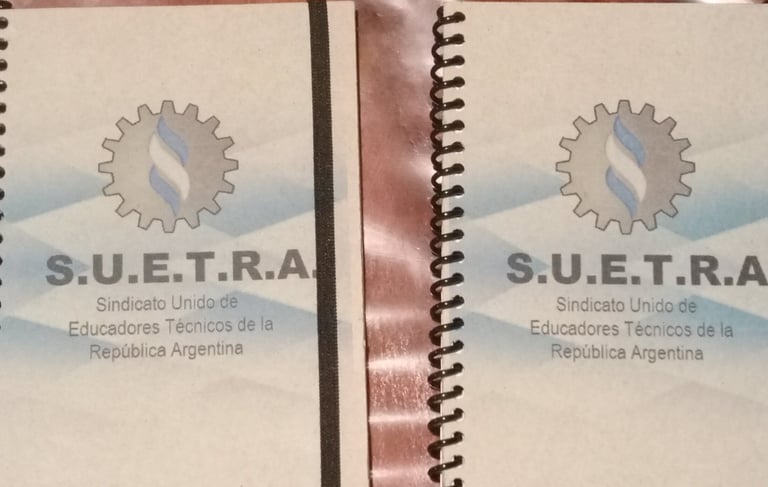 S.U.E.T.R.A.
Sindicato Unido de
Educadores Técnicos de la
República Argentina
S.U.E.T.R.A
Sindicato Unido de
Educadores Técnicos de la
República Argentina